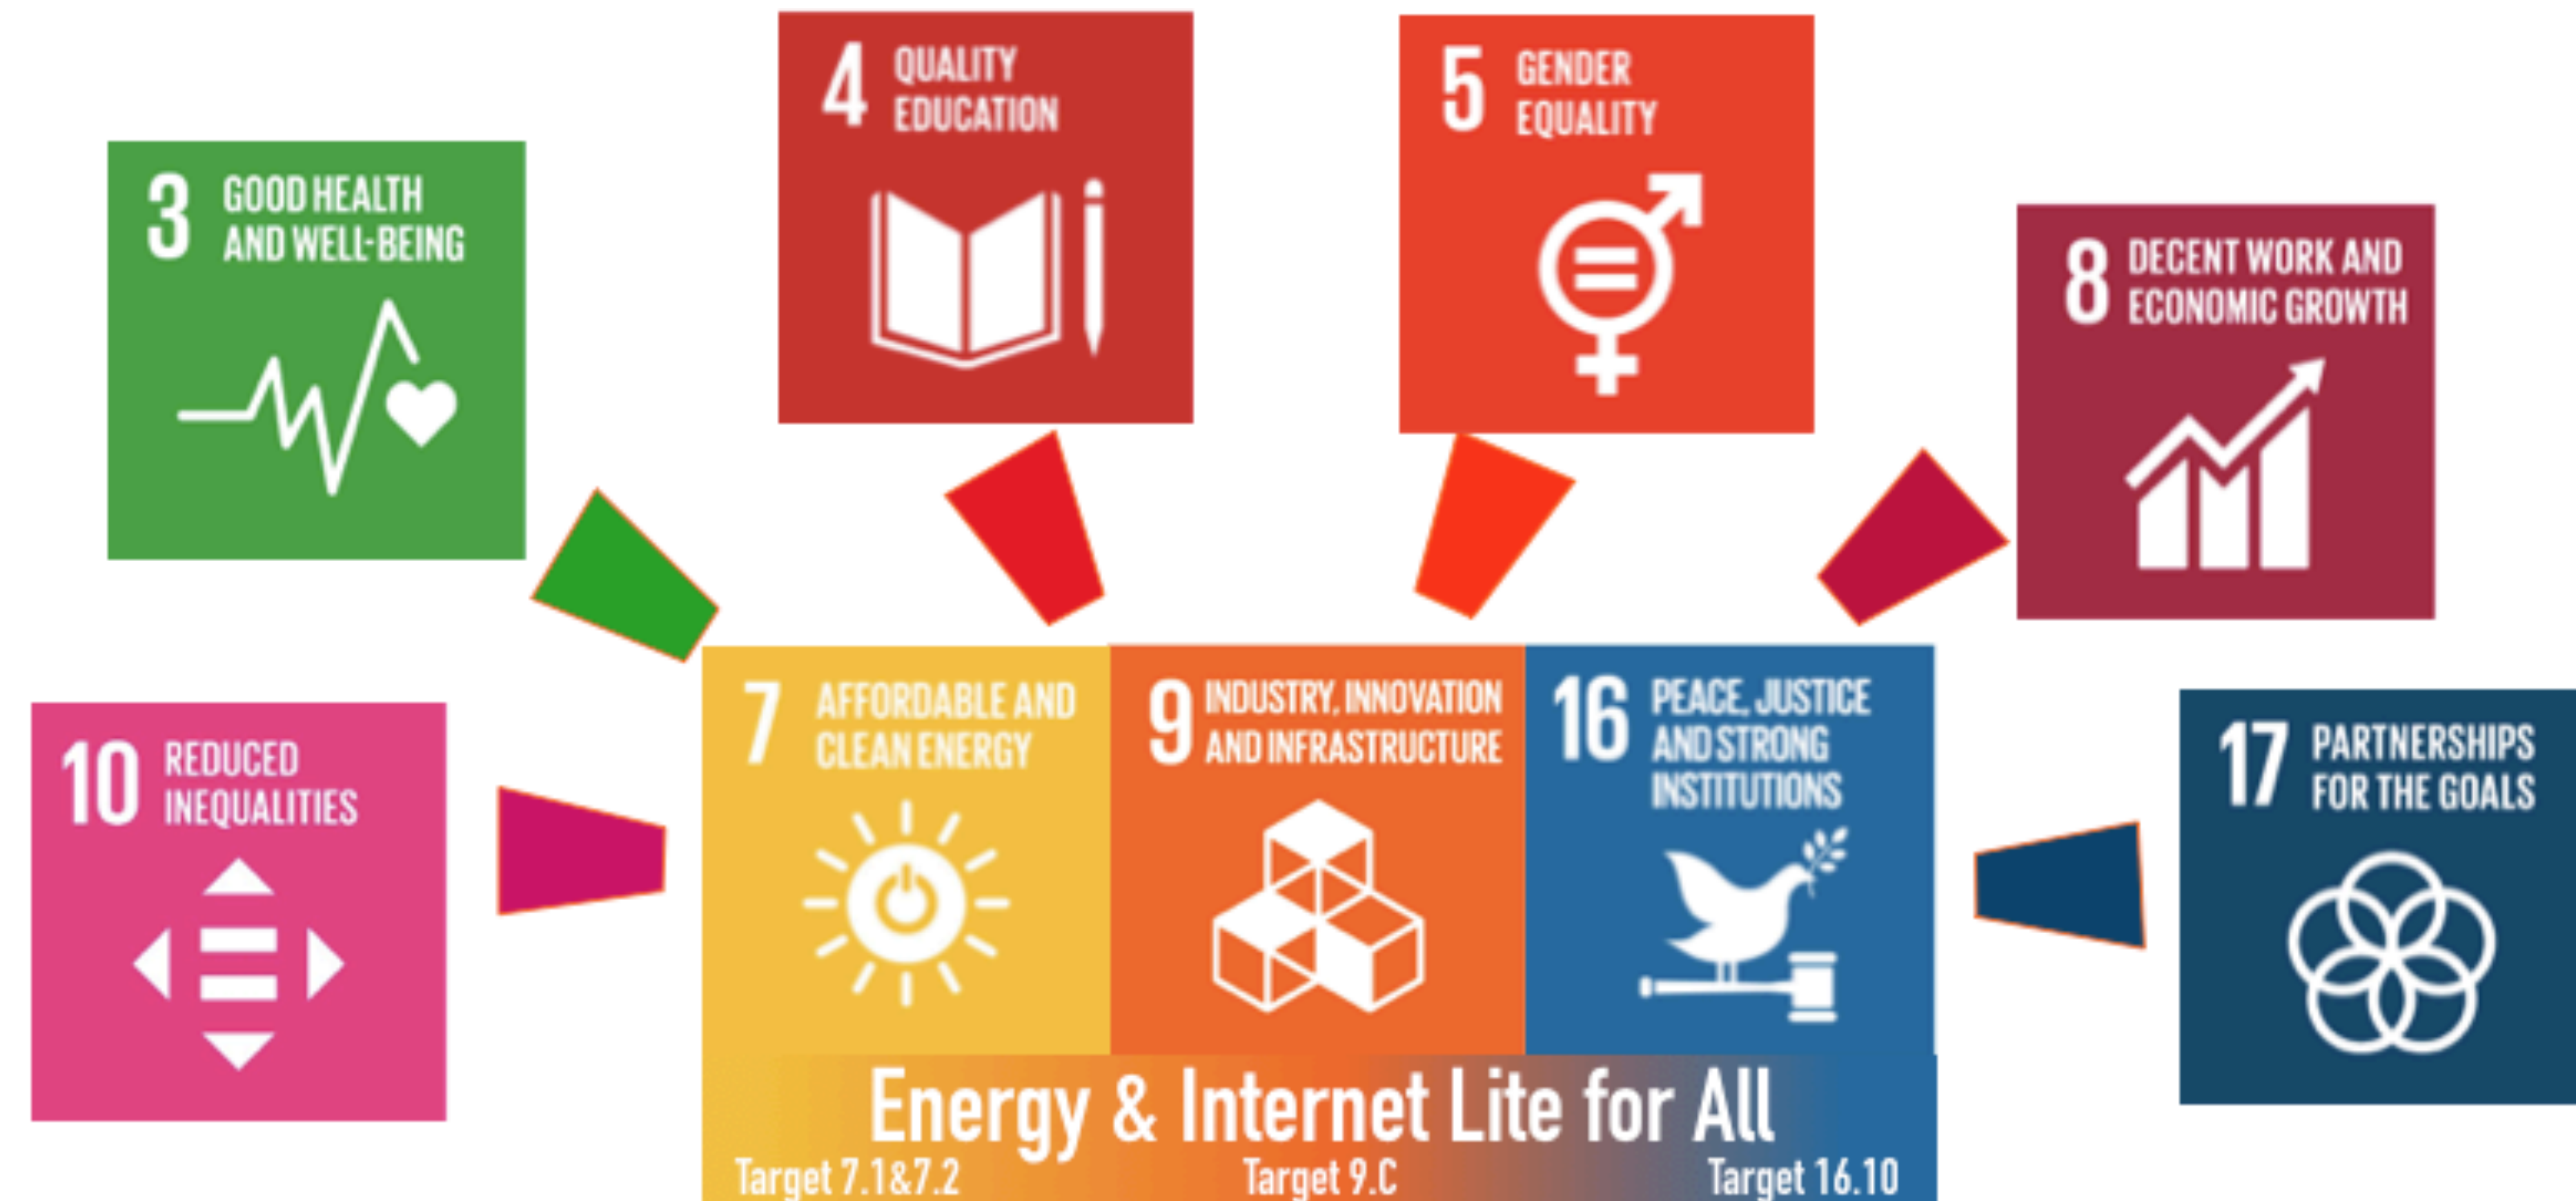 4 QUALITY
EDUCATION
5 GENDER
EQUALITY
3 GOOD HEALTH
AND WELL-BEING
8 DECENT WORK AND
ECONOMIC GROWTH
10 REDUCED
INEQUALITIES
7 AFFORDABLE AND
CLEAN ENERGY
9 INDUSTRY, INNOVATION
AND INFRASTRUCTURE
16 PEACE, JUSTICE
AND STRONG
INSTITUTIONS
17 PARTNERSHIPS
FOR THE GOALS
Energy & Internet Lite for All
Target 7.1&7.2
Target 9.C
Target 16.10